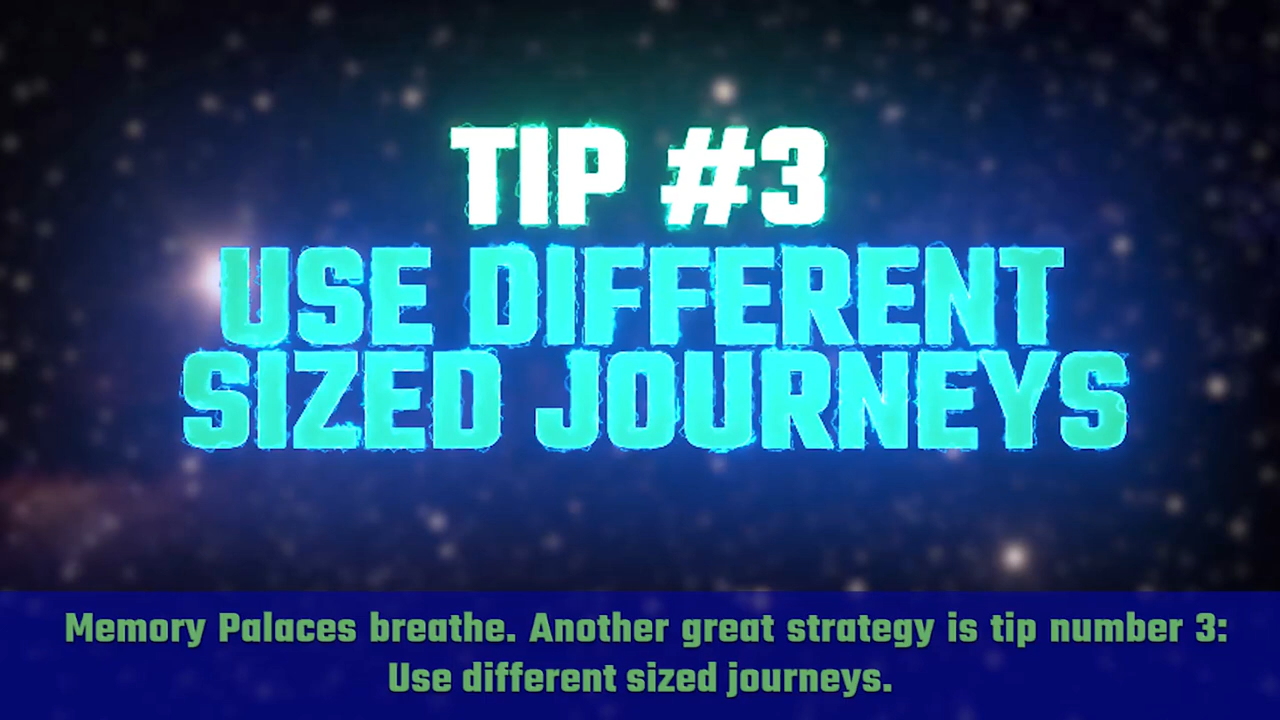 TIP #3
USE DIFFERENT
SIZED JOURNEYS
Memory Palaces breathe. Another great strategy is tip number 3:
Use different sized journeys.